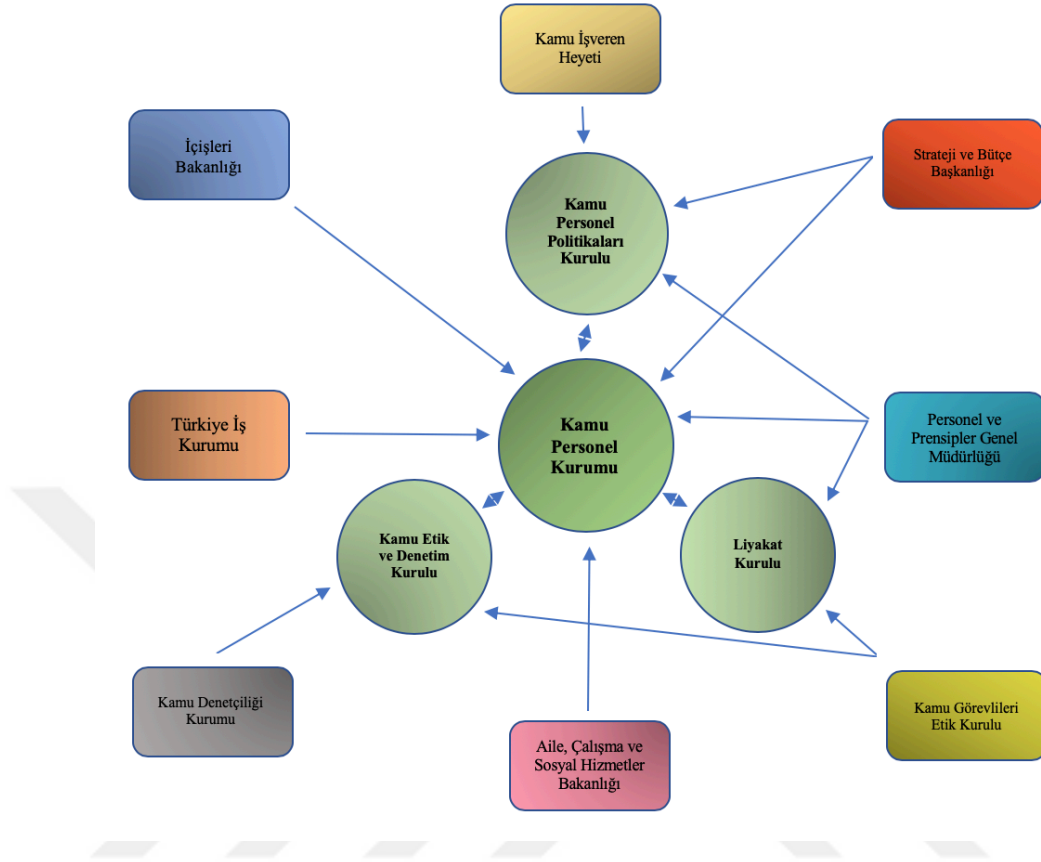 Kamu İşveren
Heyeti
İçişleri
Bakanlığı
Strateji ve Bütçe
Başkanlığı
Kamu
Personel
Politikaları
Kurulu
Türkiye İş
Kurumu
Kamu
Personel
Kurumu
Personel ve
Prensipler Genel
Müdürlüğü
Kamu Etik
ve Denetim
Kurulu
Liyakat
Kurulu
Kamu Denetçiliği
Kurumu
Aile, Çalışma ve
Sosyal Hizmetler
Bakanlığı
Kamu Görevlileri
Etik Kurulu